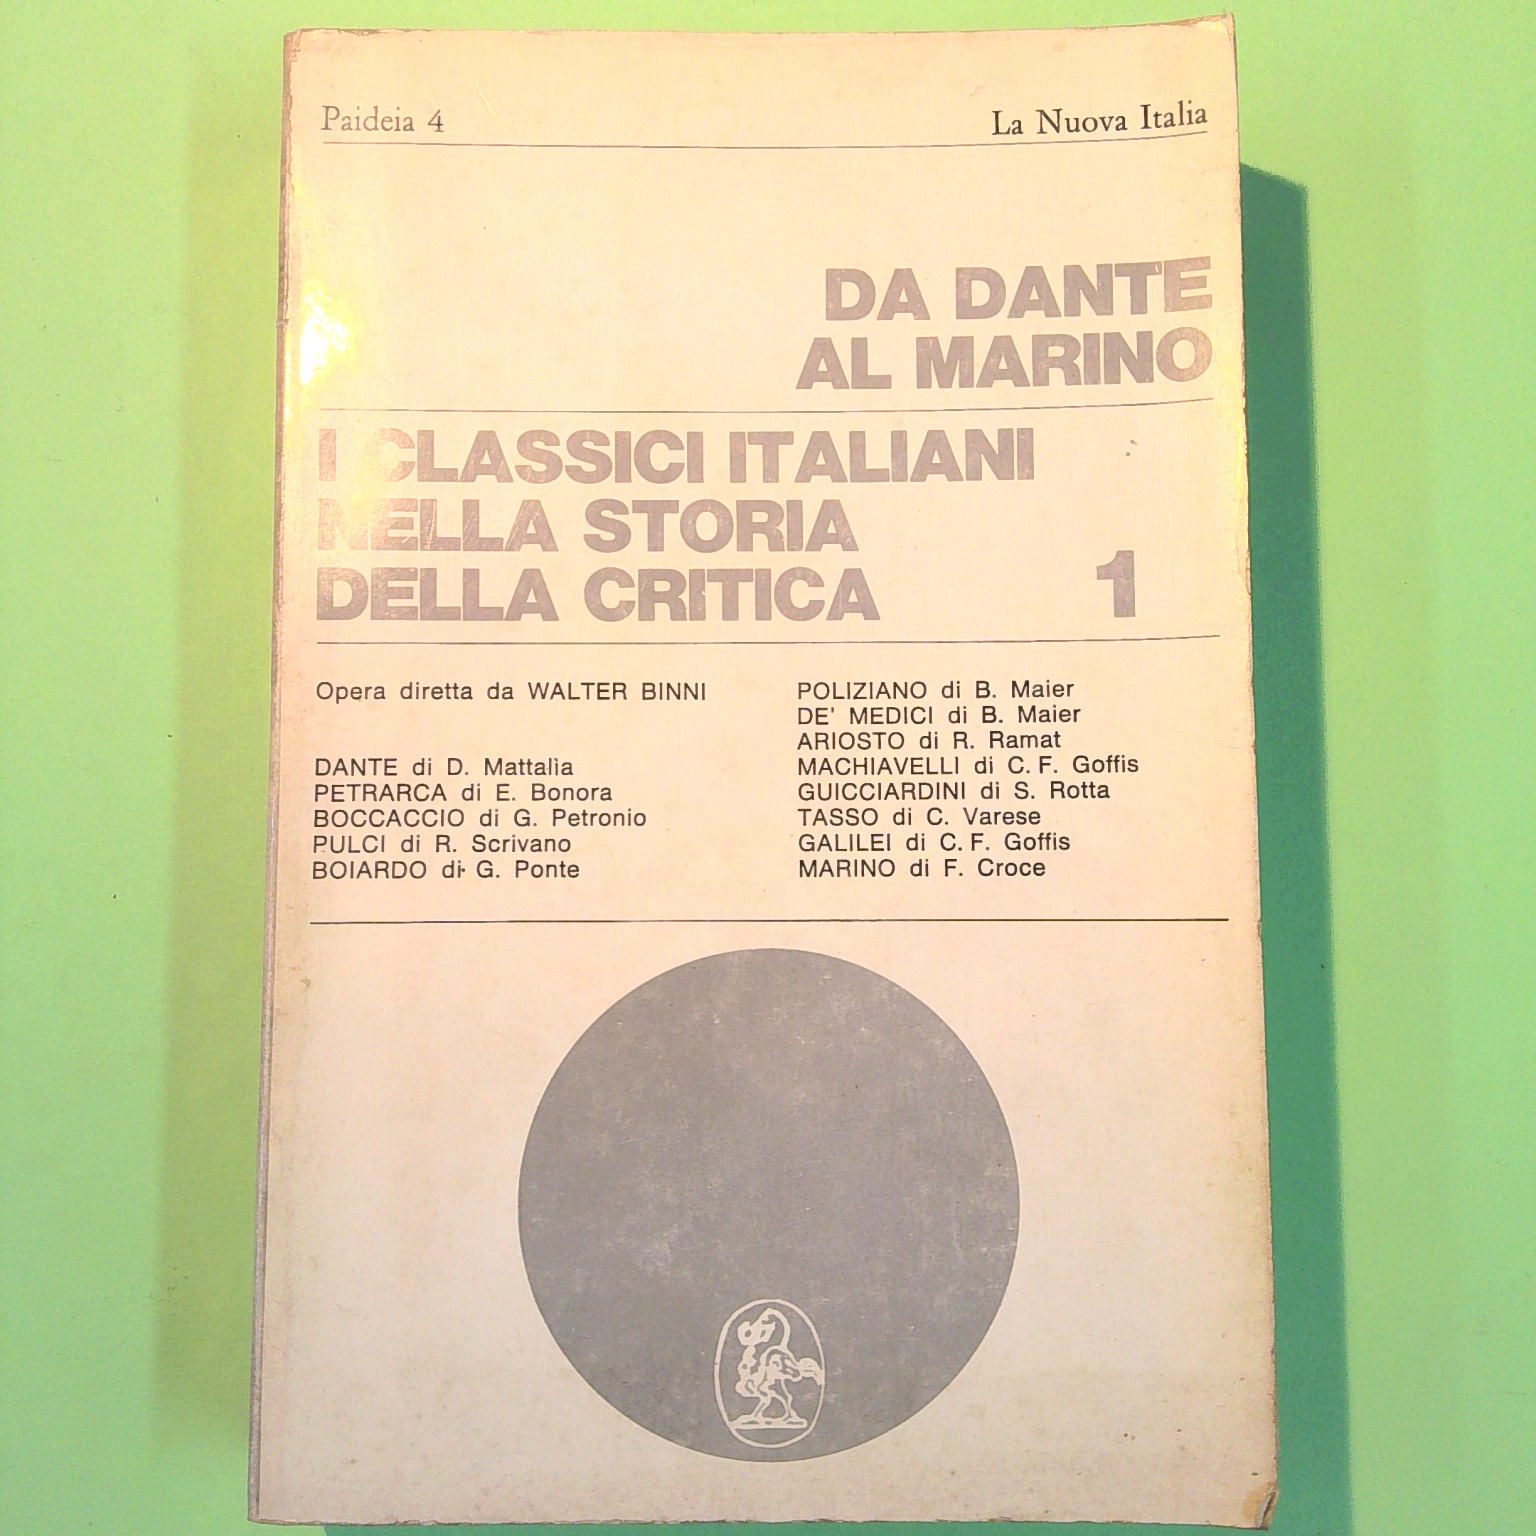 Paideia 4
La Nuova Italia
DA DANTE
AL MARINO
I CLASSICI ITALIANI
NELLA STORIA
DELLA CRITICA
1
Opera diretta da WALTER BINNI
DANTE di D. Mattalia
PETRARCA di E. Bonora
BOCCACCIO di G. Petronio
PULCI di R. Scrivano
BOIARDO di G. Ponte
POLIZIANO di B. Maier
DE' MEDICI di B. Maier
ARIOSTO di R. Ramat
MACHIAVELLI di C. F. Goffis
GUICCIARDINI di S. Rotta
TASSO di C. Varese
GALILEI di C. F. Goffis
MARINO di F. Croce